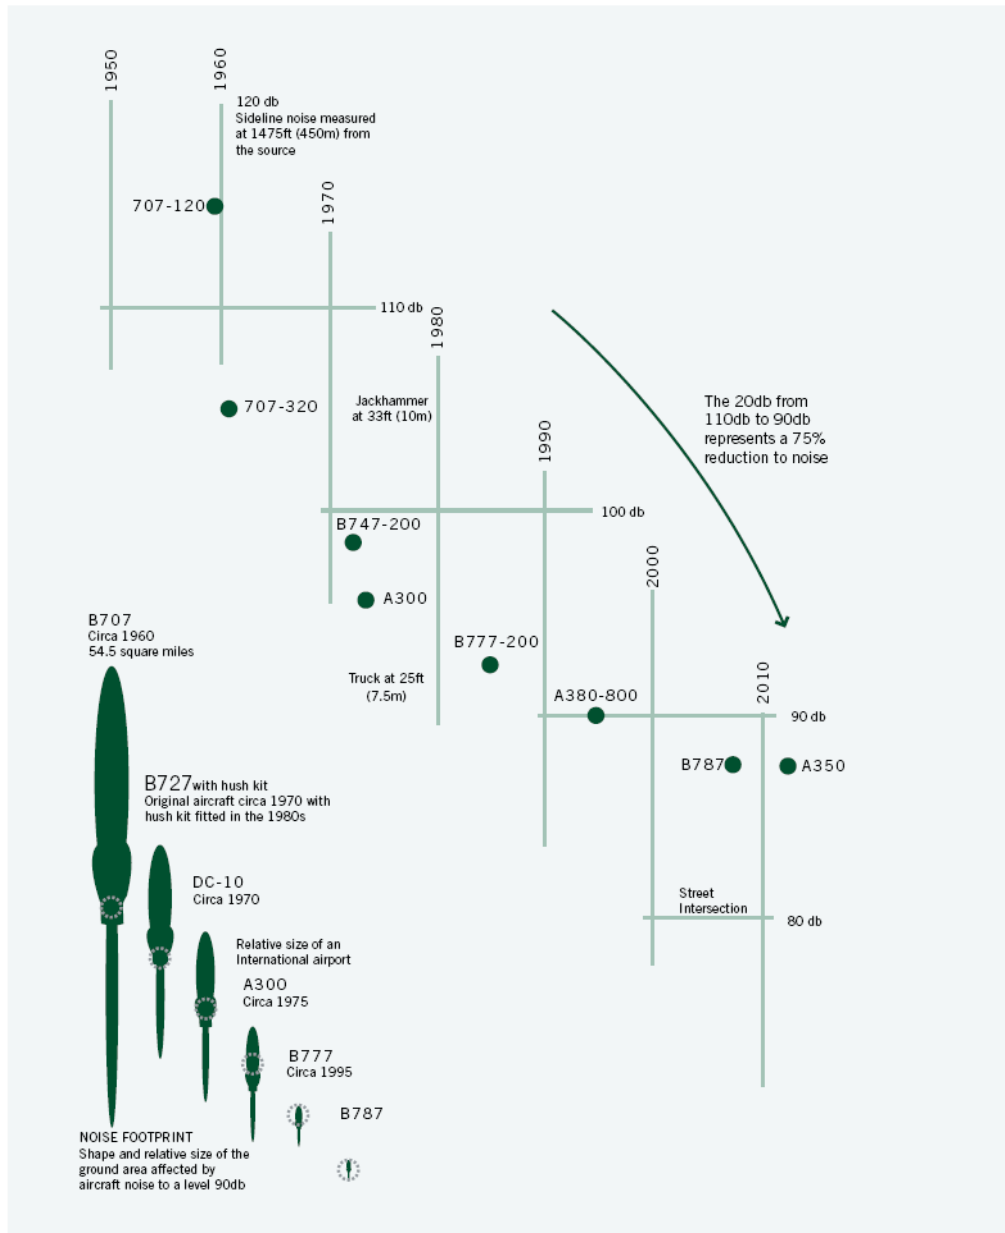 1950
1960
120 db
Sideline noise measured
at 1475ft (450m) from
the source
707-120
1970
110 db
1980
707-320
Jackhammer
at 33ft (10m)
The 20db from
110db to 90db
represents a 75%
reduction to noise
1990
100 db
B747-200
2000
A300
B777-200
Truck at 25ft
(7.5m)
A380-800
2010
90 db
B787
A350
Street
Intersection
80 db
B707
Circa 1960
54.5 square miles
B727 with hush kit
Original aircraft circa 1970 with
hush kit fitted in the 1980s
DC-10
Circa 1970
Relative size of an
International airport
A300
Circa 1975
B777
Circa 1995
B787
NOISE FOOTPRINT
Shape and relative size of the
ground area affected by
aircraft noise to a level 90db